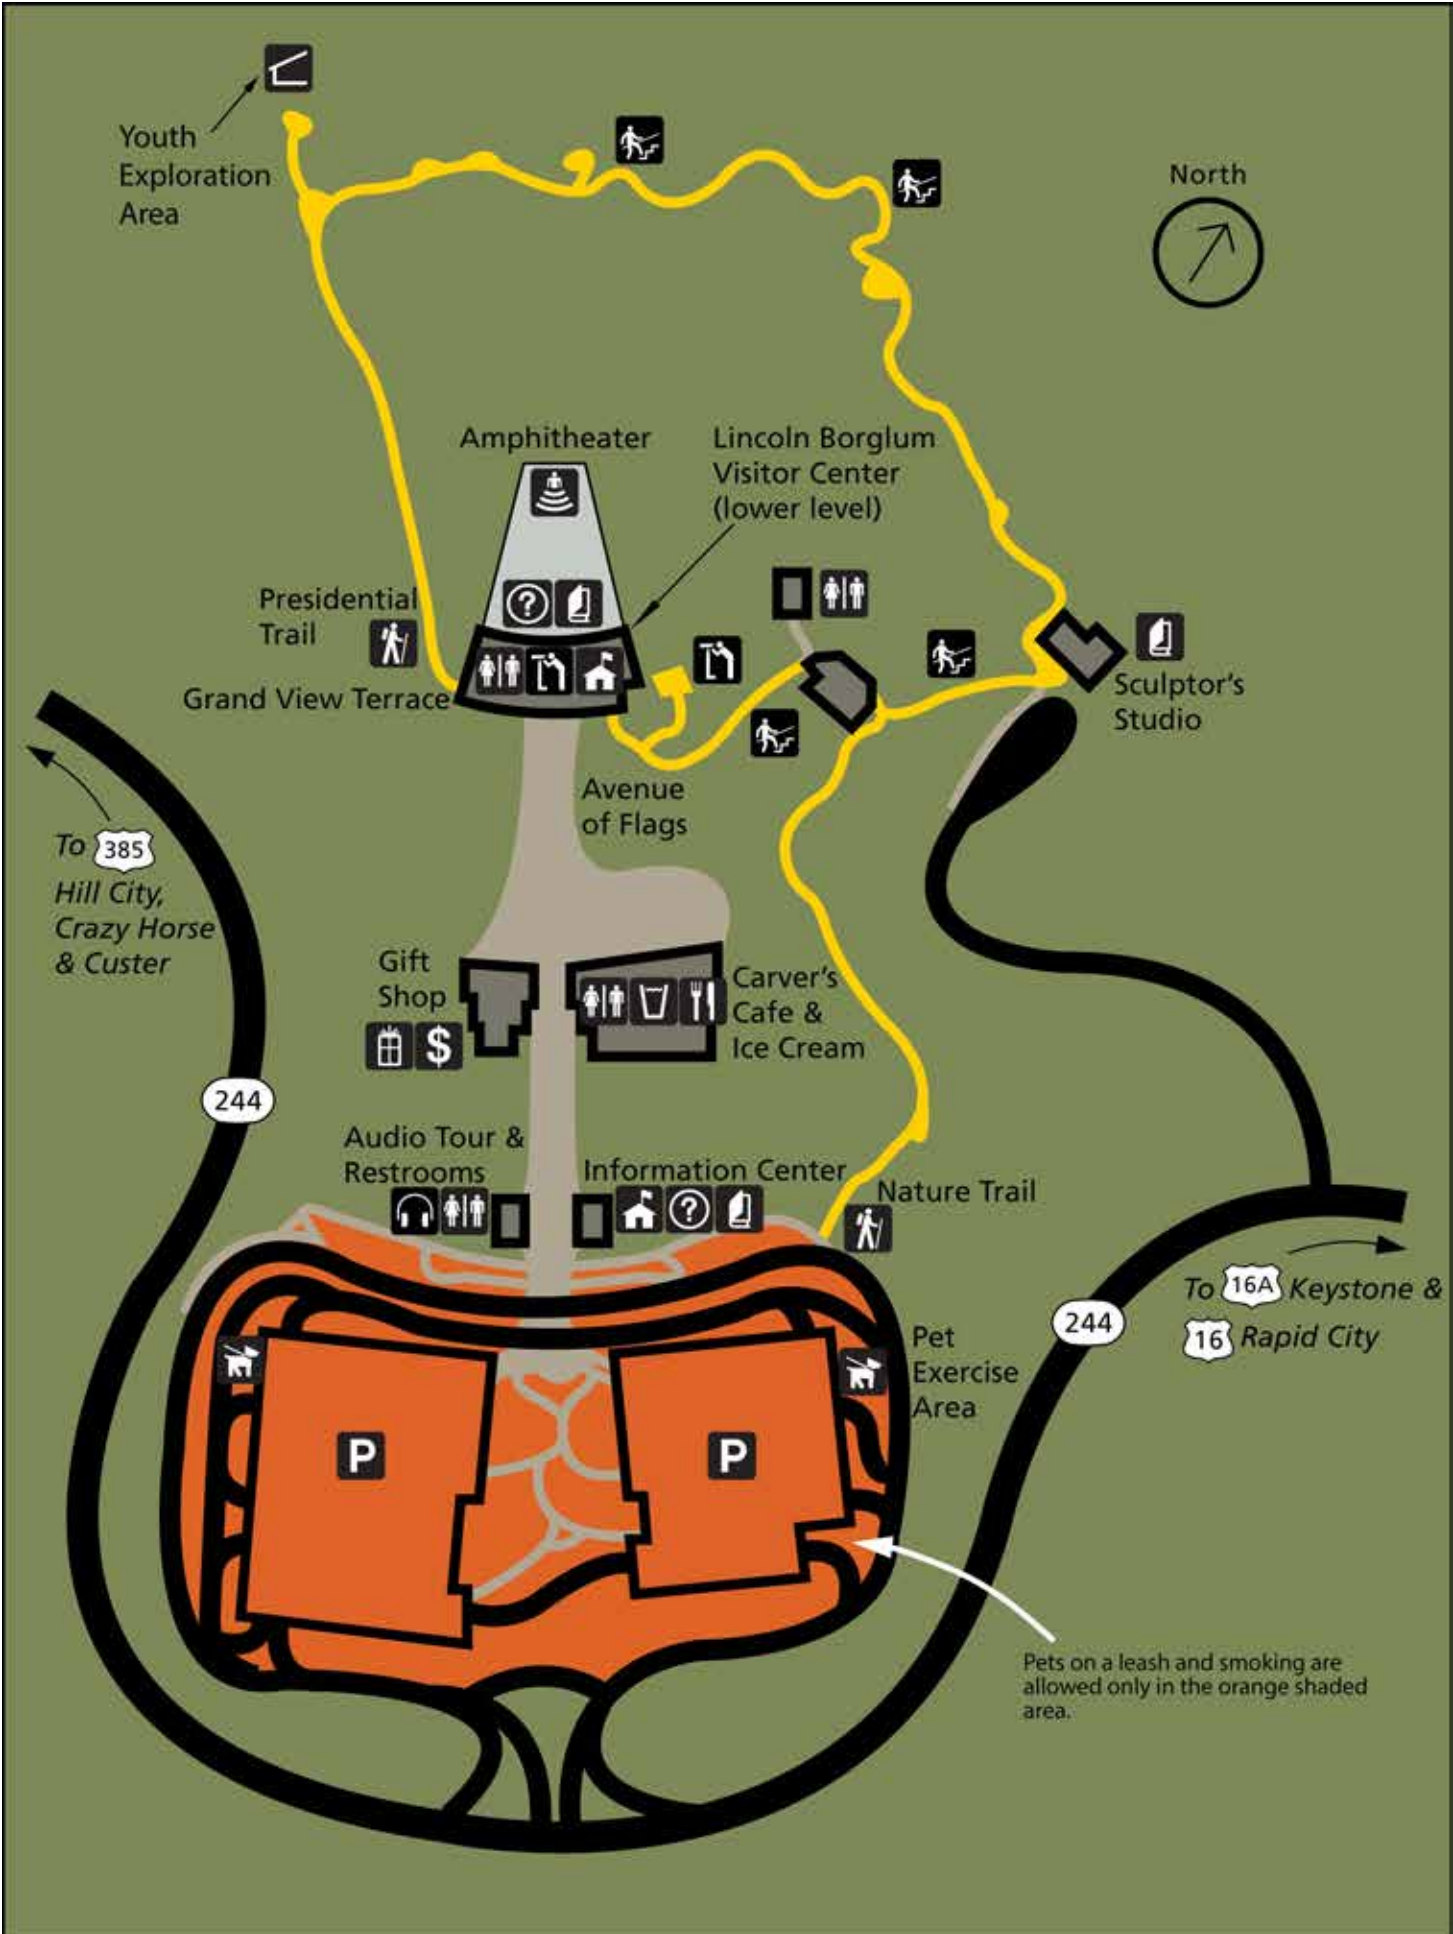 Youth
Exploration
Area
North
Amphitheater
Lincoln Borglum
Visitor Center
(lower level)
?
Presidential
Trail
Grand View Terrace
Sculptor's
Studio
Avenue
of Flags
To 385
Hill City,
Crazy Horse
& Custer
Gift
Shop
$
Carver's
Cafe &
Ice Cream
244
Audio Tour &
Restrooms
Information Center
?
Nature Trail
To 16A Keystone &
16 Rapid City
244
Pet
Exercise
Area
P
P
Pets on a leash and smoking are
allowed only in the orange shaded
area.